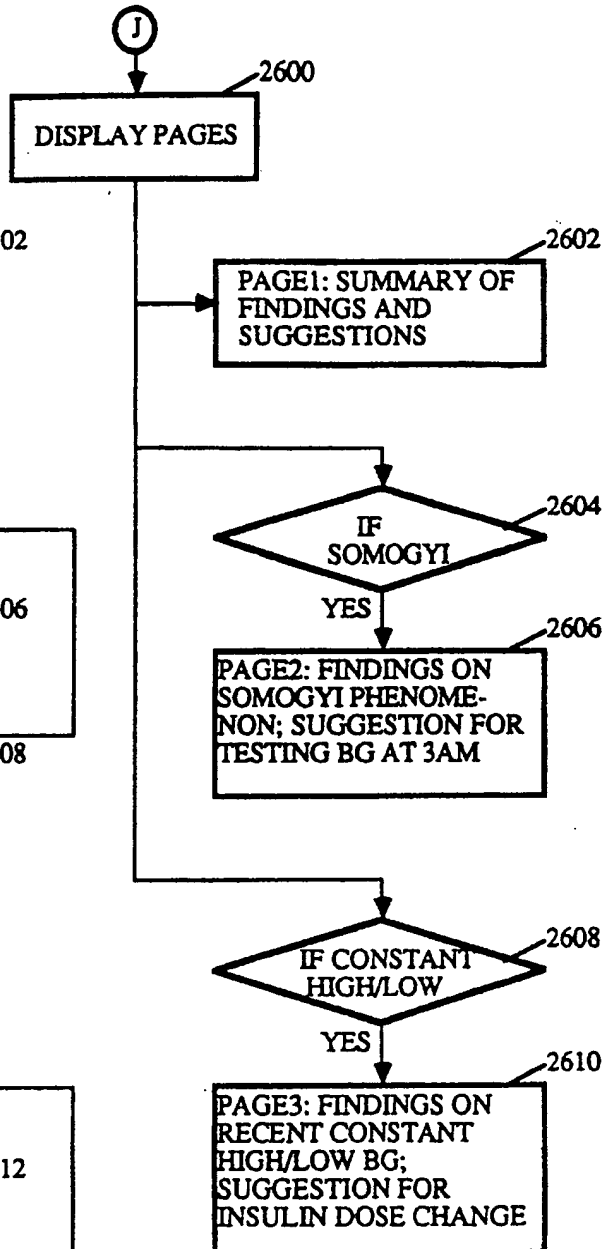 J
2600
DISPLAY PAGES
02
2602
PAGE1: SUMMARY OF
FINDINGS AND
SUGGESTIONS
2604
IF
SOMOGYI
06
YES
2606
PAGE2: FINDINGS ON
SOMOGYI PHENOME-
NON; SUGGESTION FOR
TESTING BG AT 3AM
08
2608
IF CONSTANT
HIGH/LOW
YES
2610
PAGE3: FINDINGS ON
RECENT CONSTANT
HIGH/LOW BG;
SUGGESTION FOR
INSULIN DOSE CHANGE
12